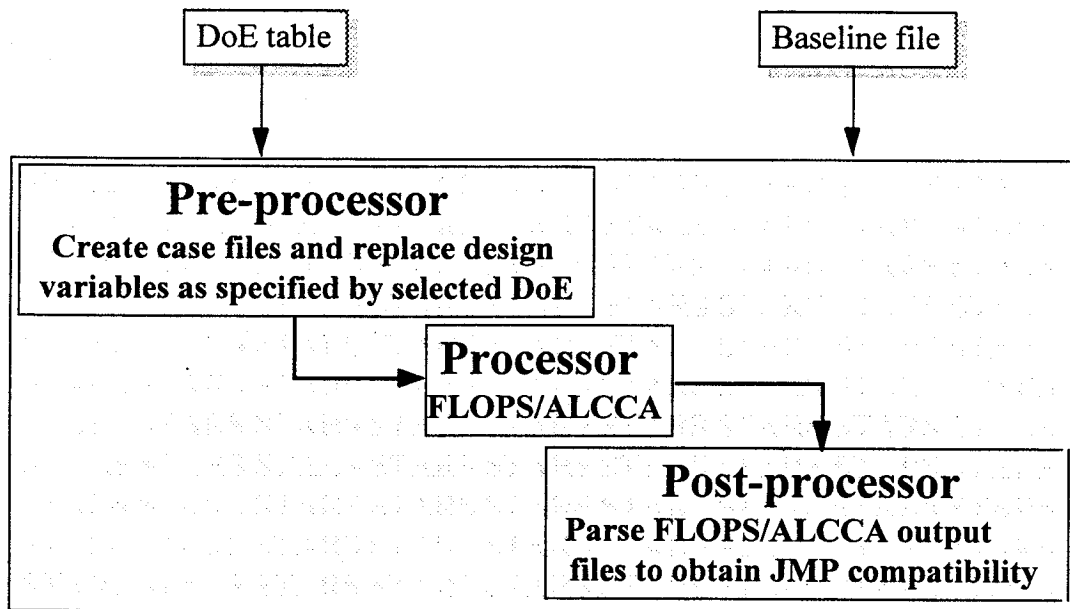 DoE table
Baseline file
Pre-processor
Create case files and replace design
variables as specified by selected DoE
Processor
FLOPS/ALCCA
Post-processor
Parse FLOPS/ALCCA output
files to obtain JMP compatibility